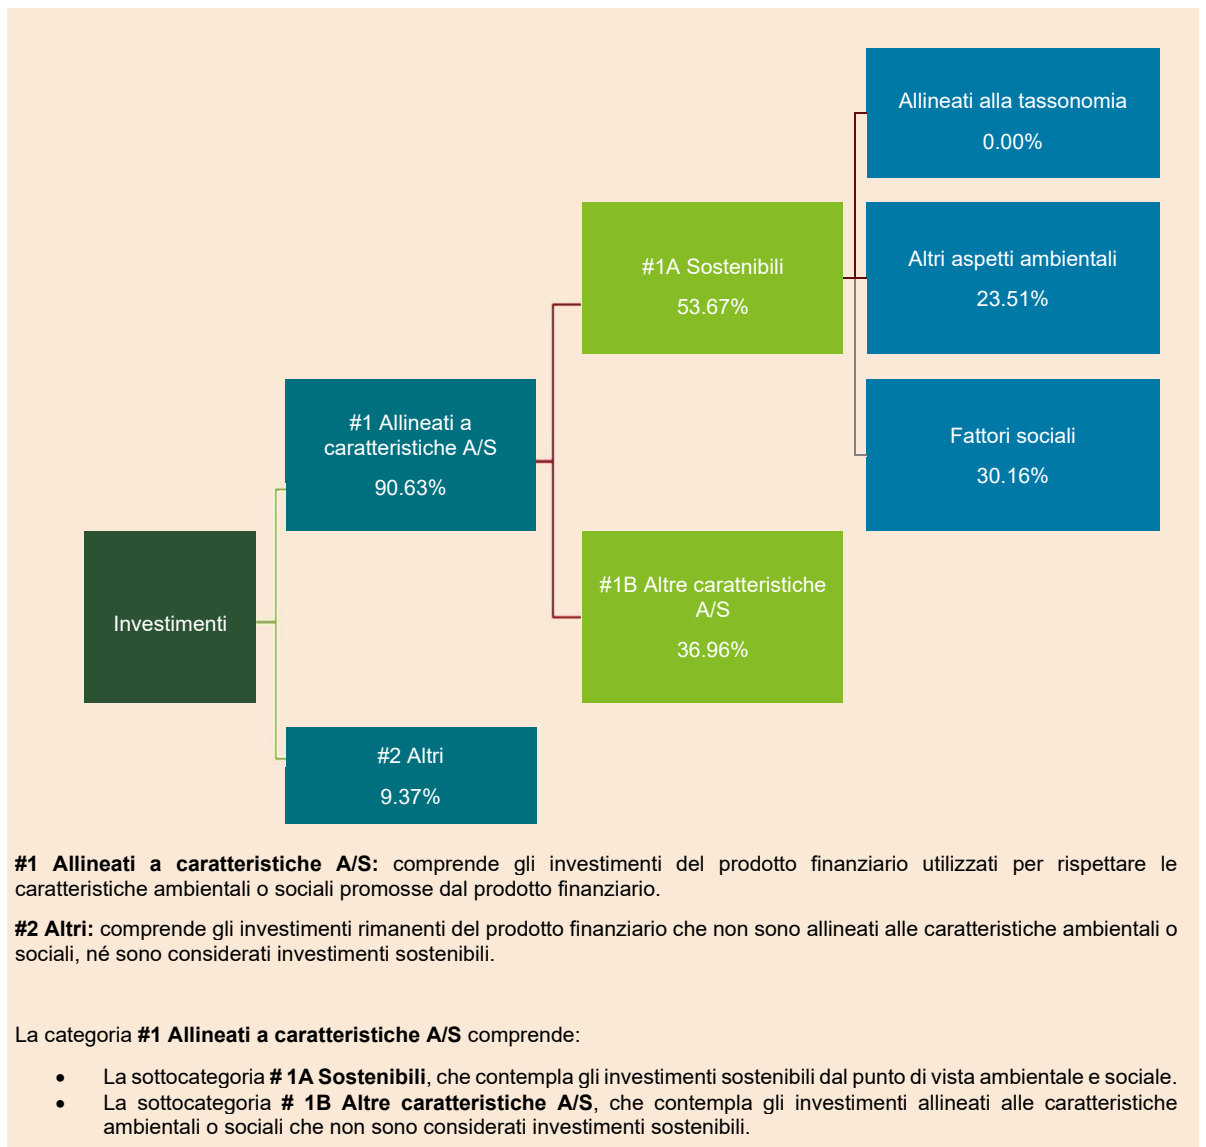 Allineati alla tassonomia
0.00%
#1A Sostenibili
53.67%
Altri aspetti ambientali
23.51%
#1 Allineati a
caratteristiche A/S
90.63%
Fattori sociali
30.16%
Investimenti
#1B Altre caratteristiche
A/S
36.96%
#2 Altri
9.37%
#1 Allineati a caratteristiche A/S: comprende gli investimenti del prodotto finanziario utilizzati per rispettare le
caratteristiche ambientali o sociali promosse dal prodotto finanziario.
#2 Altri: comprende gli investimenti rimanenti del prodotto finanziario che non sono allineati alle caratteristiche ambientali o
sociali, né sono considerati investimenti sostenibili.
La categoria #1 Allineati a caratteristiche A/S comprende:
• La sottocategoria # 1A Sostenibili, che contempla gli investimenti sostenibili dal punto di vista ambientale e sociale.
• La sottocategoria # 1B Altre caratteristiche A/S, che contempla gli investimenti allineati alle caratteristiche
ambientali o sociali che non sono considerati investimenti sostenibili.